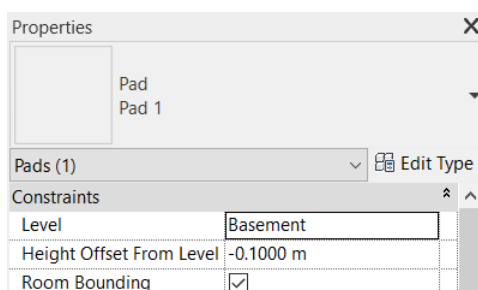 Properties
Pad
Pad 1
Pads (1)
Edit Type
Constraints
Level Basement
Height Offset From Level -0.1000 m
Room Bounding